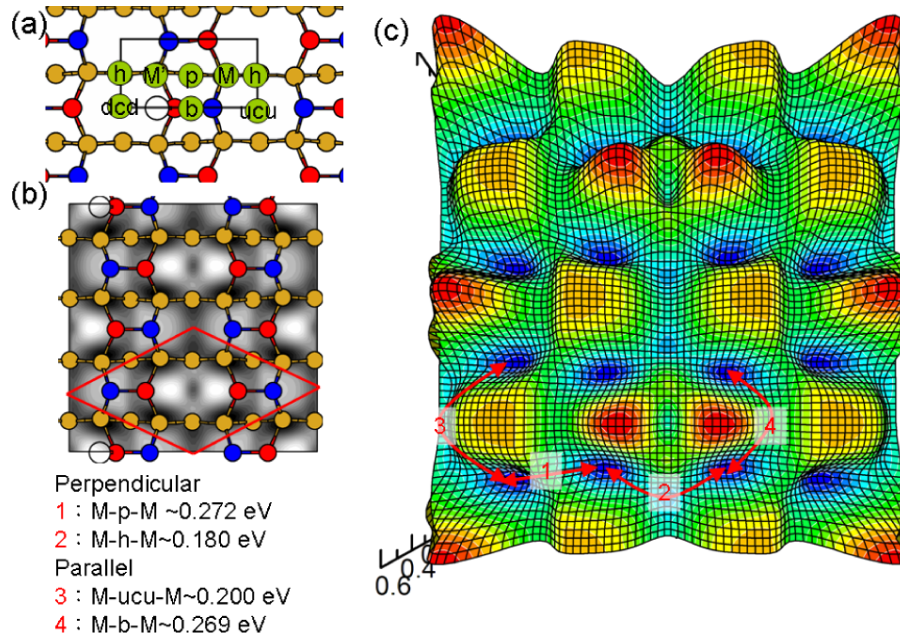 (a)
h M' p M h
dcd b ucu
(b)
Perpendicular
1 : M-p-M ~0.272 eV
2 : M-h-M~0.180 eV
Parallel
3 : M-ucu-M~0.200 eV
4 : M-b-M~0.269 eV
(c)
3
4
1
2
0.4
0.6